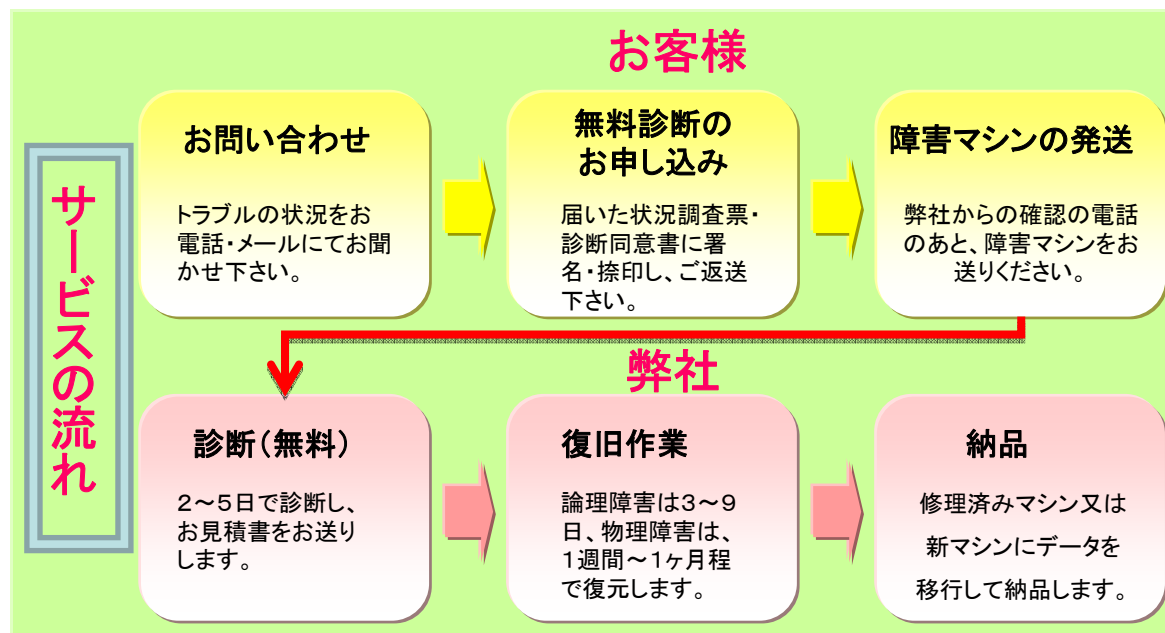 お客様
サービスの流れ
お問い合わせ
トラブルの状況をお
電話・メールにてお聞
かせ下さい。
無料診断の
お申し込み
届いた状況調査票・
診断同意書に署
名・捺印し、ご返送
下さい。
障害マシンの発送
弊社からの確認の電話
のあと、障害マシンをお
送りください。
弊社
診断(無料)
2～5日で診断し、
お見積書をお送り
します。
復旧作業
論理障害は3～9
日、物理障害は、
1週間～1ヶ月程
で復元します。
納品
修理済みマシン又は
新マシンにデータを
移行して納品します。